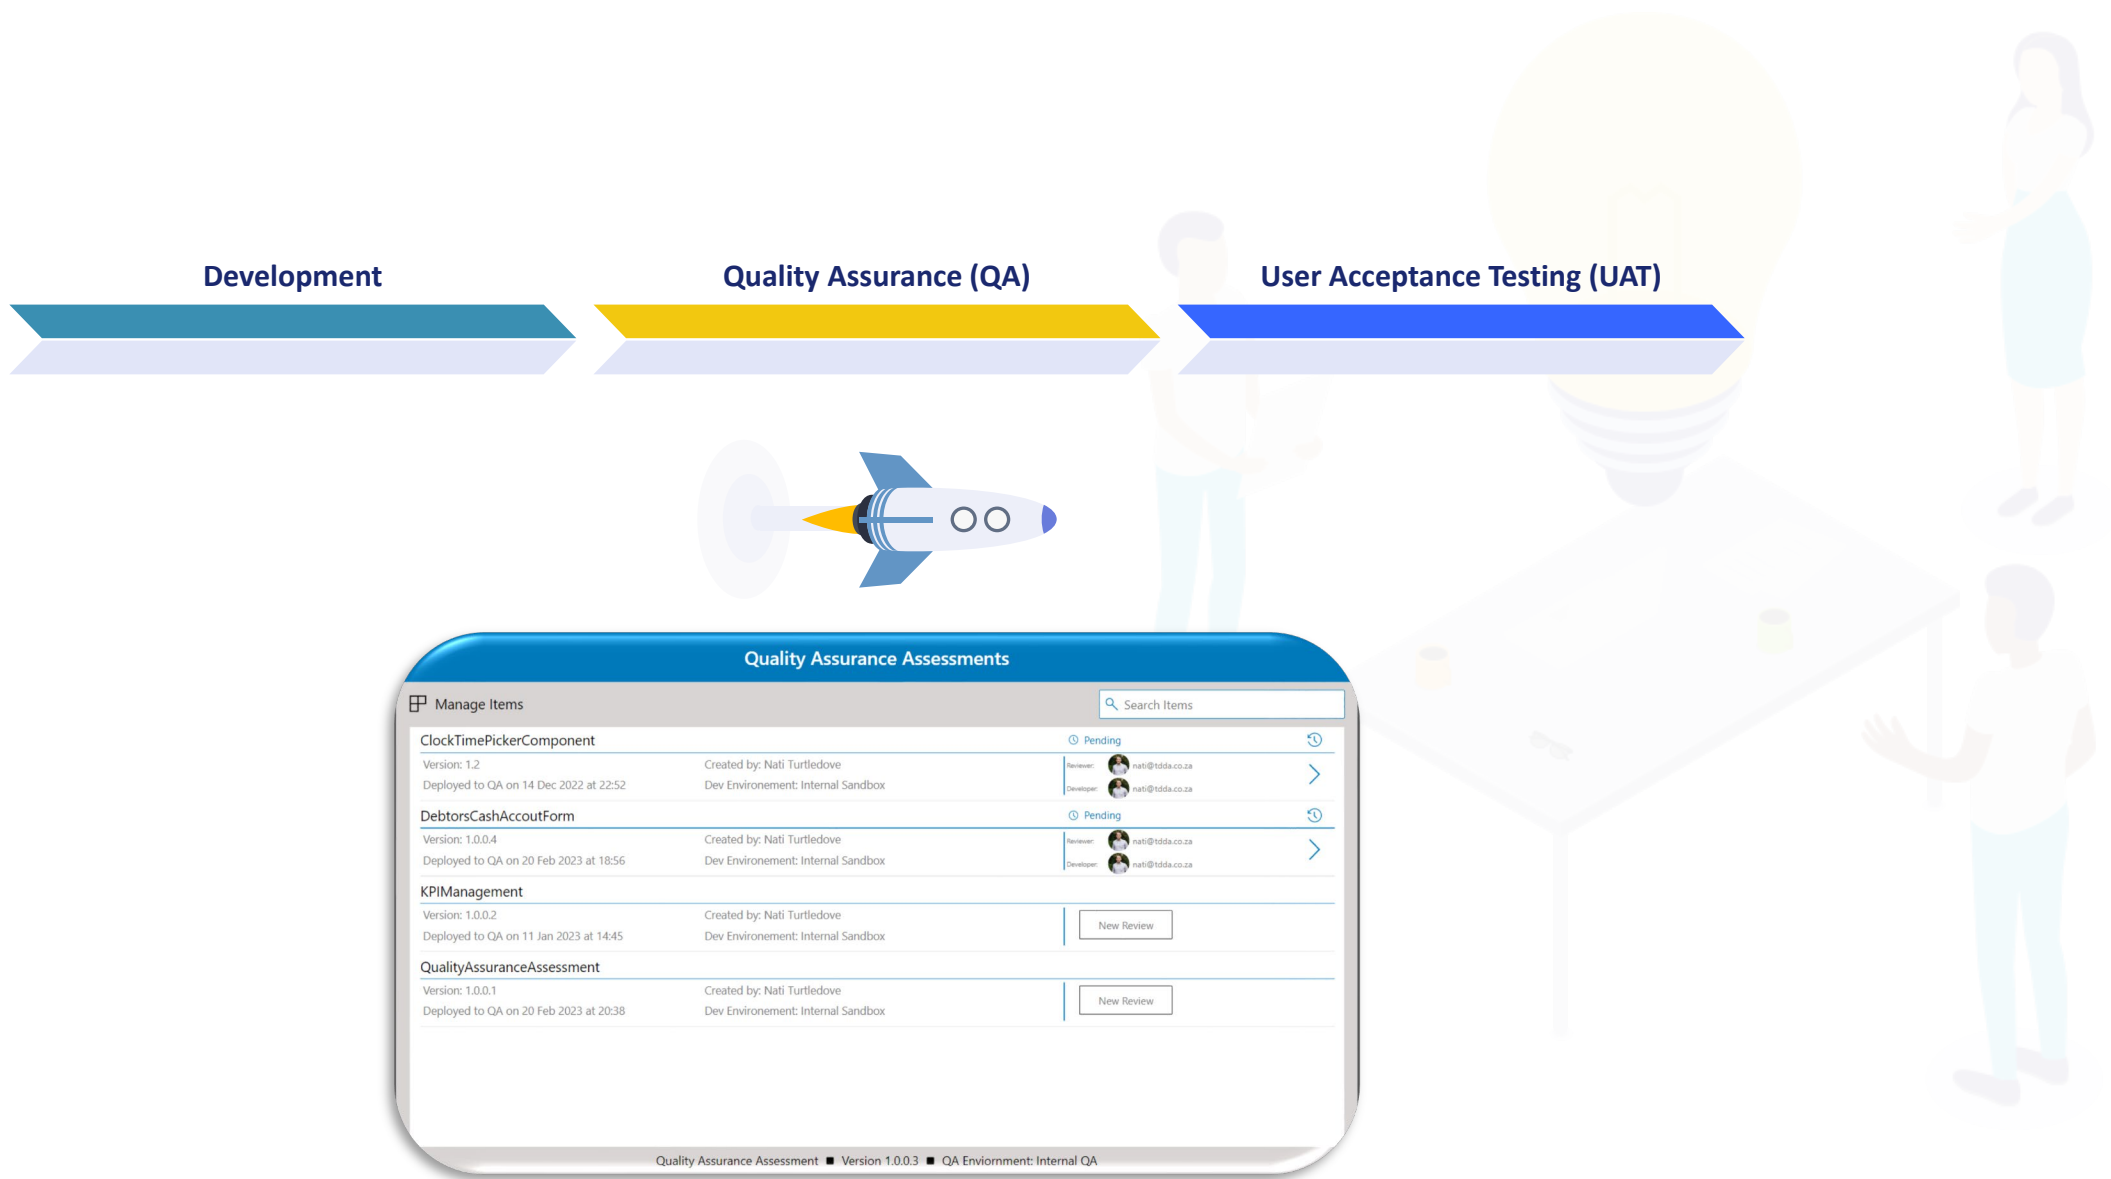 Development
Quality Assurance (QA)
User Acceptance Testing (UAT)
Quality Assurance Assessments
Manage Items
Search Items
ClockTimePickerComponent
Pending
Version: 1.2
Created by: Nati Turtledove
Reviewer: nati@tdda.co.za
Deployed to QA on 14 Dec 2022 at 22:52
Dev Environement: Internal Sandbox
Developer: nati@tdda.co.za
DebtorsCashAccoutForm
Pending
Version: 1.0.0.4
Created by: Nati Turtledove
Reviewer: nati@tdda.co.za
Deployed to QA on 20 Feb 2023 at 18:56
Dev Environement: Internal Sandbox
Developer: nati@tdda.co.za
KPIManagement
Version: 1.0.0.2
Created by: Nati Turtledove
Deployed to QA on 11 Jan 2023 at 14:45
Dev Environement: Internal Sandbox
New Review
QualityAssuranceAssessment
Version: 1.0.0.1
Created by: Nati Turtledove
Deployed to QA on 20 Feb 2023 at 20:38
Dev Environement: Internal Sandbox
New Review
Quality Assurance Assessment ■ Version 1.0.0.3 ■ QA Enviornment: Internal QA